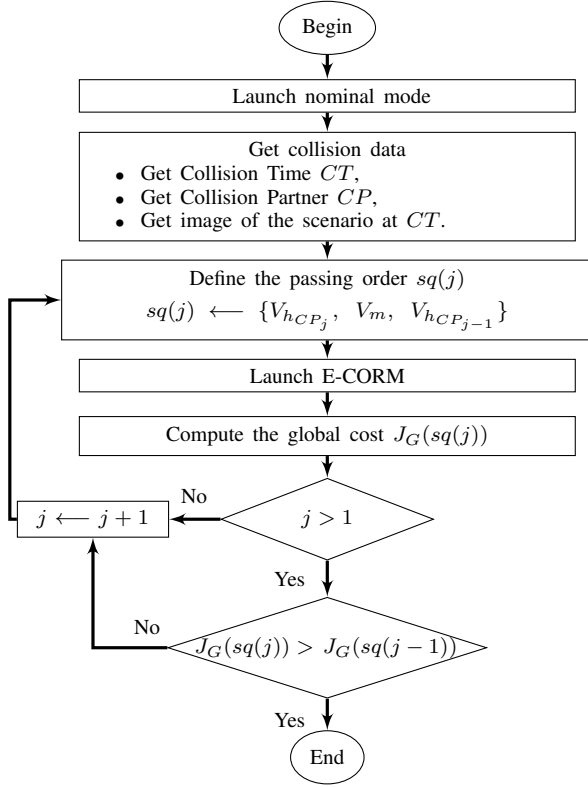 Begin
Launch nominal mode
Get collision data
• Get Collision Time CT,
• Get Collision Partner CP,
• Get image of the scenario at CT.
Define the passing order sq(j)
sq(j) ⟵ {V_{h_{CP_j}}, V_m, V_{h_{CP_{j−1}}}}
Launch E-CORM
Compute the global cost J_G(sq(j))
No
j ⟵ j + 1
j > 1
Yes
No
J_G(sq(j)) > J_G(sq(j − 1))
Yes
End